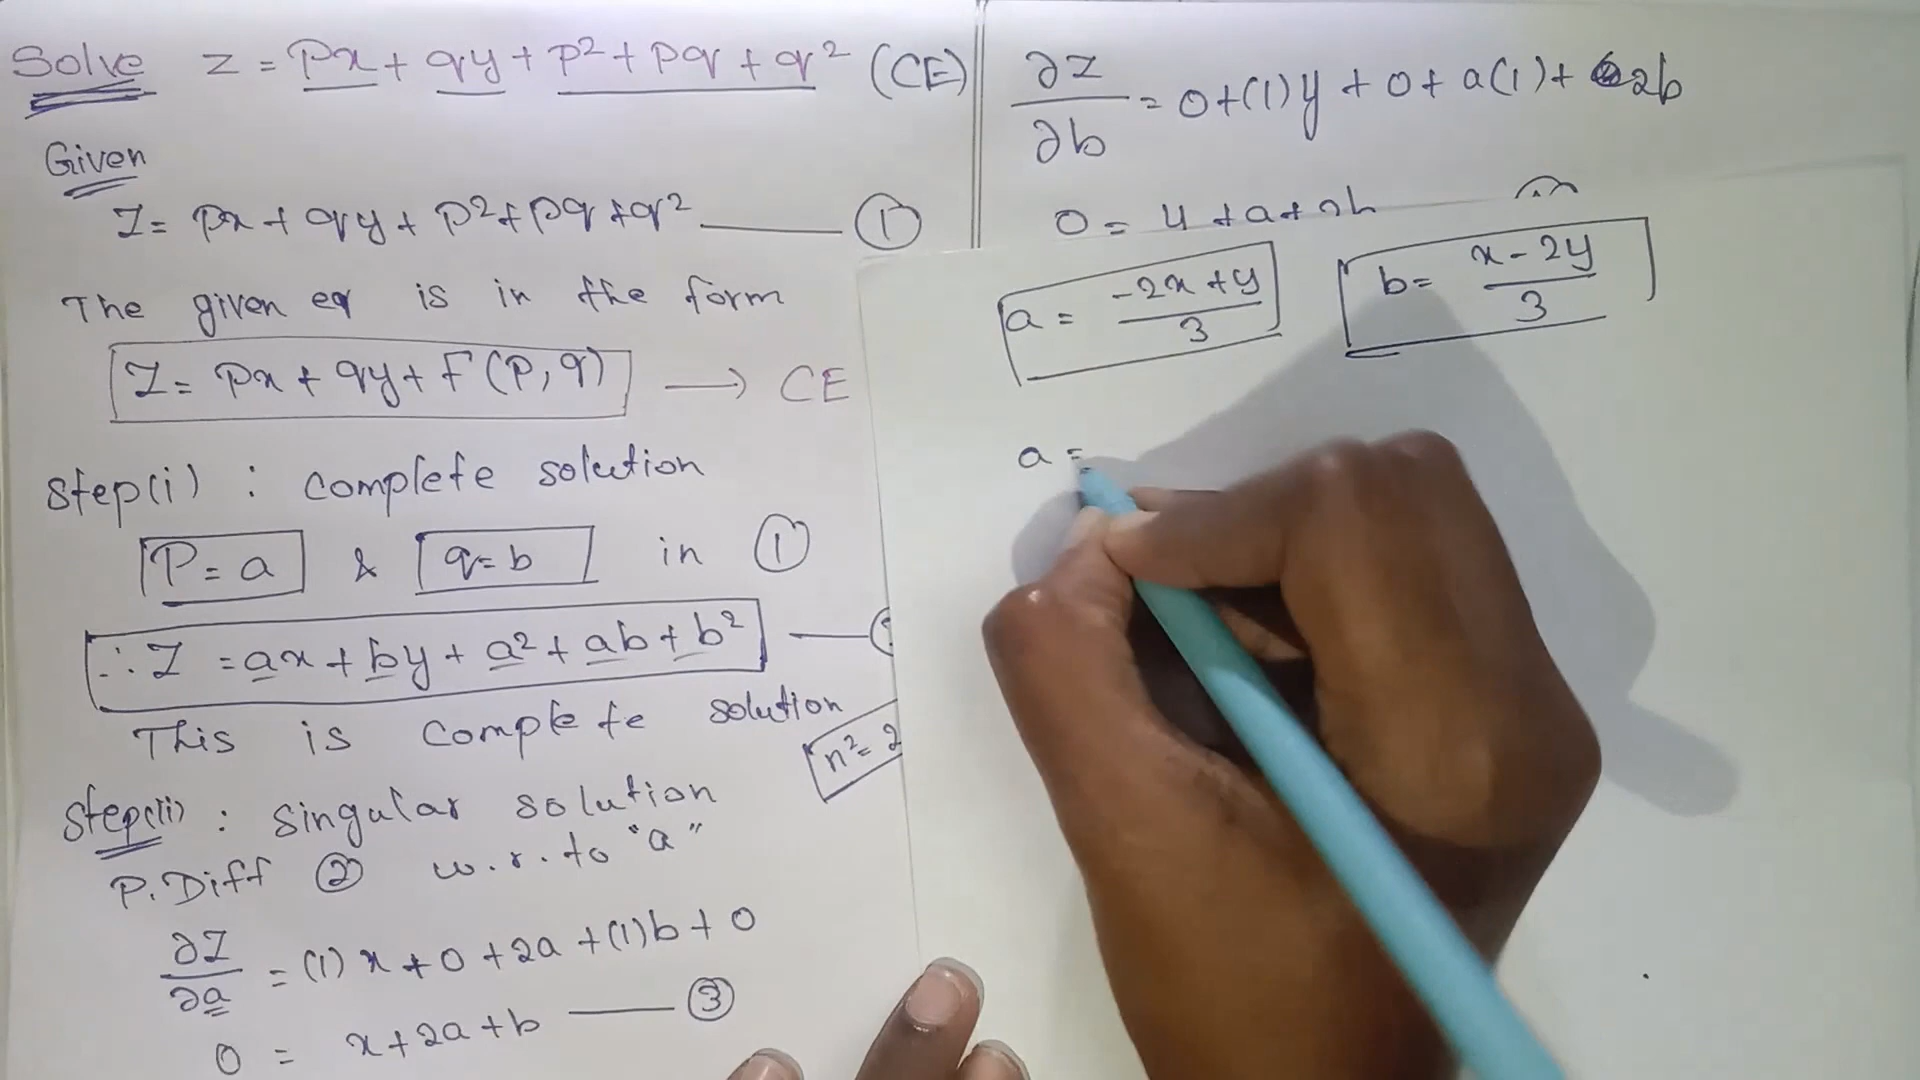 Solve z = px + qy + p² + pq + q² (CE)
Given
Z = px + qy + p² + pq + q² ——— ①
The given eq is in the form
Z = px + qy + F (P, q) → CE
Step(i) : complete solution
P = a & q = b in ①
∴ Z = ax + by + a² + ab + b² ———
This is complete solution
n² = 2
Step(ii) : singular solution
P. Diff ② w.r.to "a"
∂Z/∂a = (1) x + 0 + 2a + (1) b + 0
0 = x + 2a + b ——— ③
∂Z/∂b = 0 + (1) y + 0 + a(1) + 2b
0 = y + a + 2b
a = -2x + y / 3 b = x - 2y / 3
a =